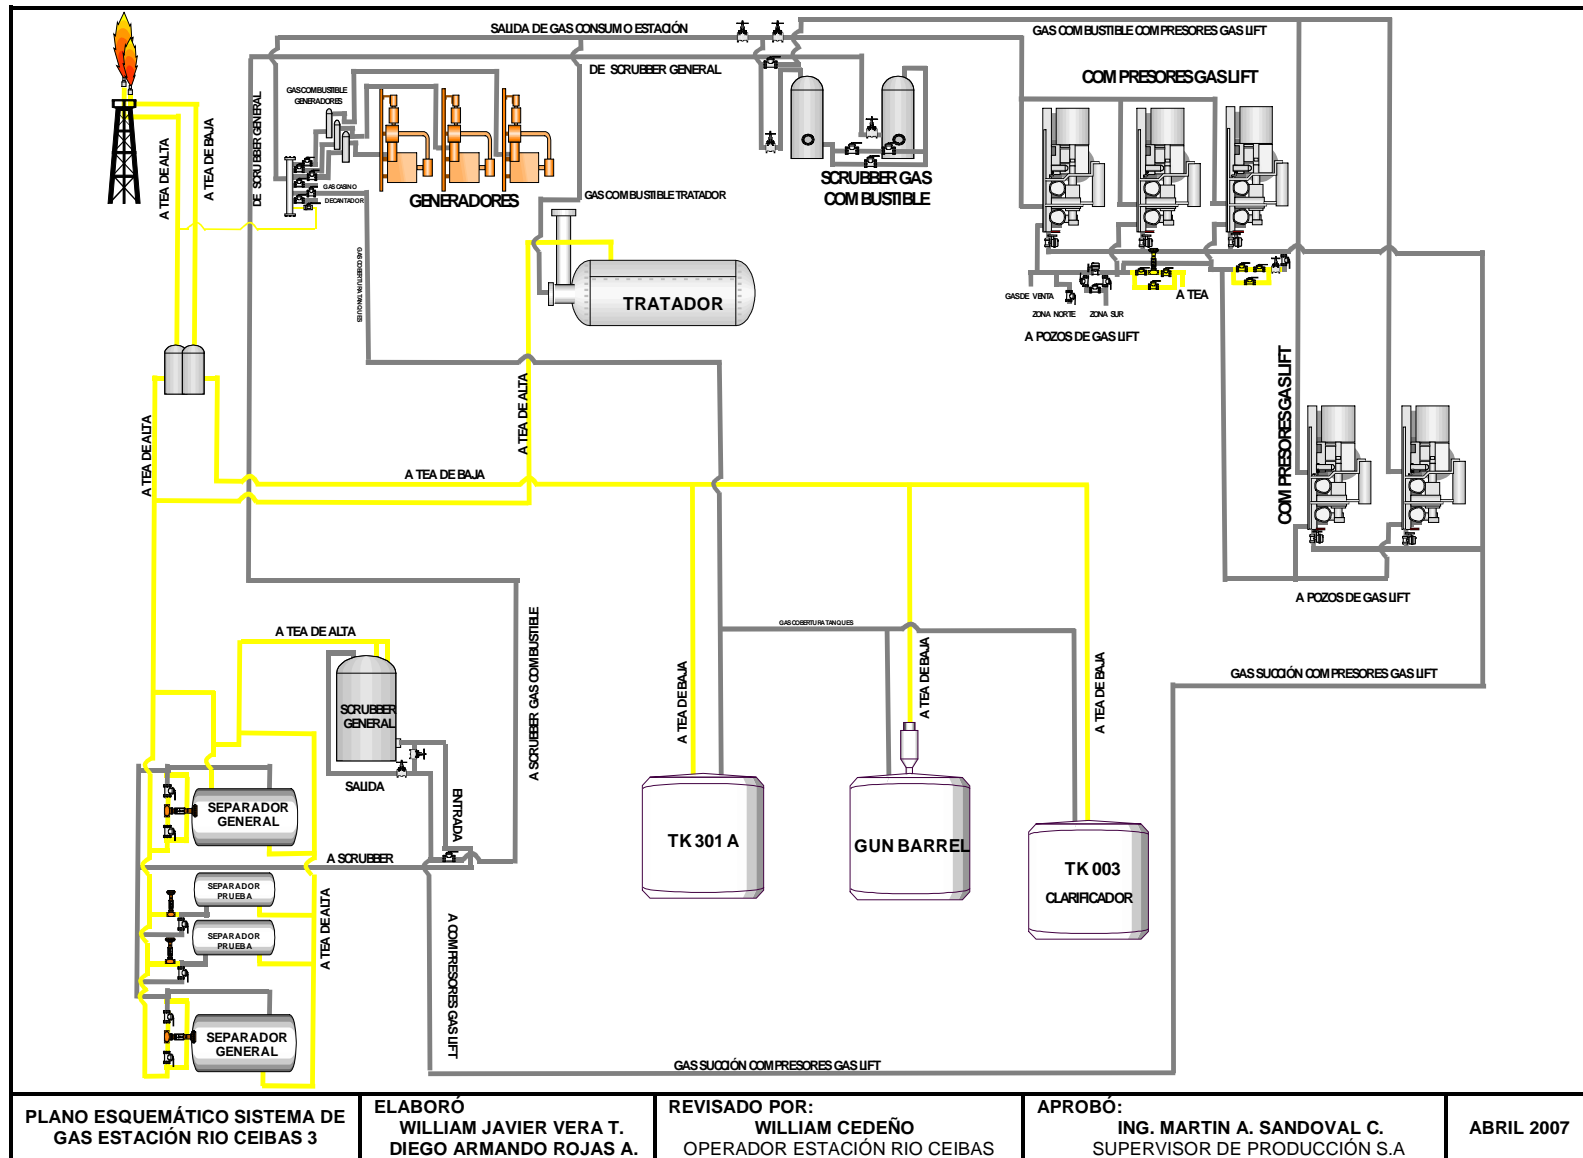 SALIDA DE GAS CONSUMO ESTACIÓN
GAS COMBUSTIBLE COMPRESORES GAS LIFT
DE SCRUBBER GENERAL
COMPRESORES GAS LIFT
GAS COMBUSTIBLE
GENERADORES
DE SCRUBBER GENERAL
A TEA DE ALTA
A TEA DE BAJA
GAS CASINO
DECANTADOR
GENERADORES
GAS COMBUSTIBLE TRATADOR
SCRUBBER GAS
COMBUSTIBLE
GAS COBERTURA TANQUES
TRATADOR
GAS DE VENTA
ZONA NORTE
ZONA SUR
A TEA
A POZOS DE GAS LIFT
COMPRESORES GAS LIFT
A TEA DE ALTA
A TEA DE ALTA
A TEA DE BAJA
A POZOS DE GAS LIFT
A TEA DE ALTA
A SCRUBBER GAS COMBUSTIBLE
GAS COBERTURA TANQUES
A TEA DE BAJA
A TEA DE BAJA
A TEA DE BAJA
GAS SUCCIÓN COMPRESORES GAS LIFT
SCRUBBER
GENERAL
SALIDA
ENTRADA
SEPARADOR
GENERAL
A SCRUBBER
SEPARADOR
PRUEBA
SEPARADOR
PRUEBA
A TEA DE ALTA
A COMPRESORES GAS LIFT
SEPARADOR
GENERAL
TK 301 A
GUN BARREL
TK 003
CLARIFICADOR
GAS SUCCIÓN COMPRESORES GAS LIFT
PLANO ESQUEMÁTICO SISTEMA DE
GAS ESTACIÓN RIO CEIBAS 3
ELABORÓ
WILLIAM JAVIER VERA T.
DIEGO ARMANDO ROJAS A.
REVISADO POR:
WILLIAM CEDEÑO
OPERADOR ESTACIÓN RIO CEIBAS
APROBÓ:
ING. MARTIN A. SANDOVAL C.
SUPERVISOR DE PRODUCCIÓN S.A
ABRIL 2007